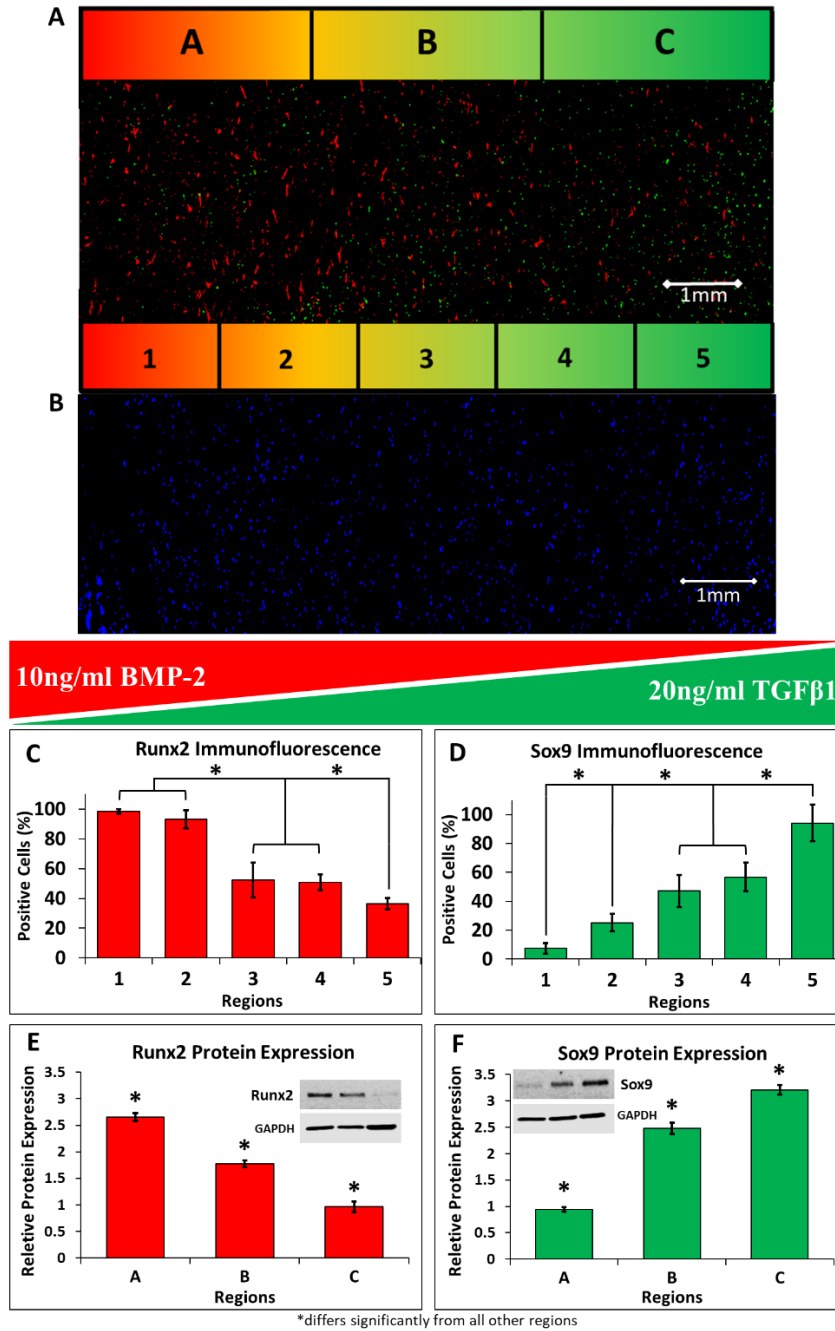 A
A B C
1mm
1 2 3 4 5
B
1mm
10ng/ml BMP-2
20ng/ml TGFβ1
C Runx2 Immunofluorescence
* *
Positive Cells (%)
100
80
60
40
20
0
1 2 3 4 5
Regions
D Sox9 Immunofluorescence
* * *
Positive Cells (%)
100
80
60
40
20
0
1 2 3 4 5
Regions
E Runx2 Protein Expression
Reletive Protein Expression
3.5
3
2.5
2
1.5
1
0.5
0
* * *
Runx2
GAPDH
A B C
Regions
F Sox9 Protein Expression
Reletive Protein Expression
3.5
3
2.5
2
1.5
1
0.5
0
* * *
Sox9
GAPDH
A B C
Regions
*differs significantly from all other regions